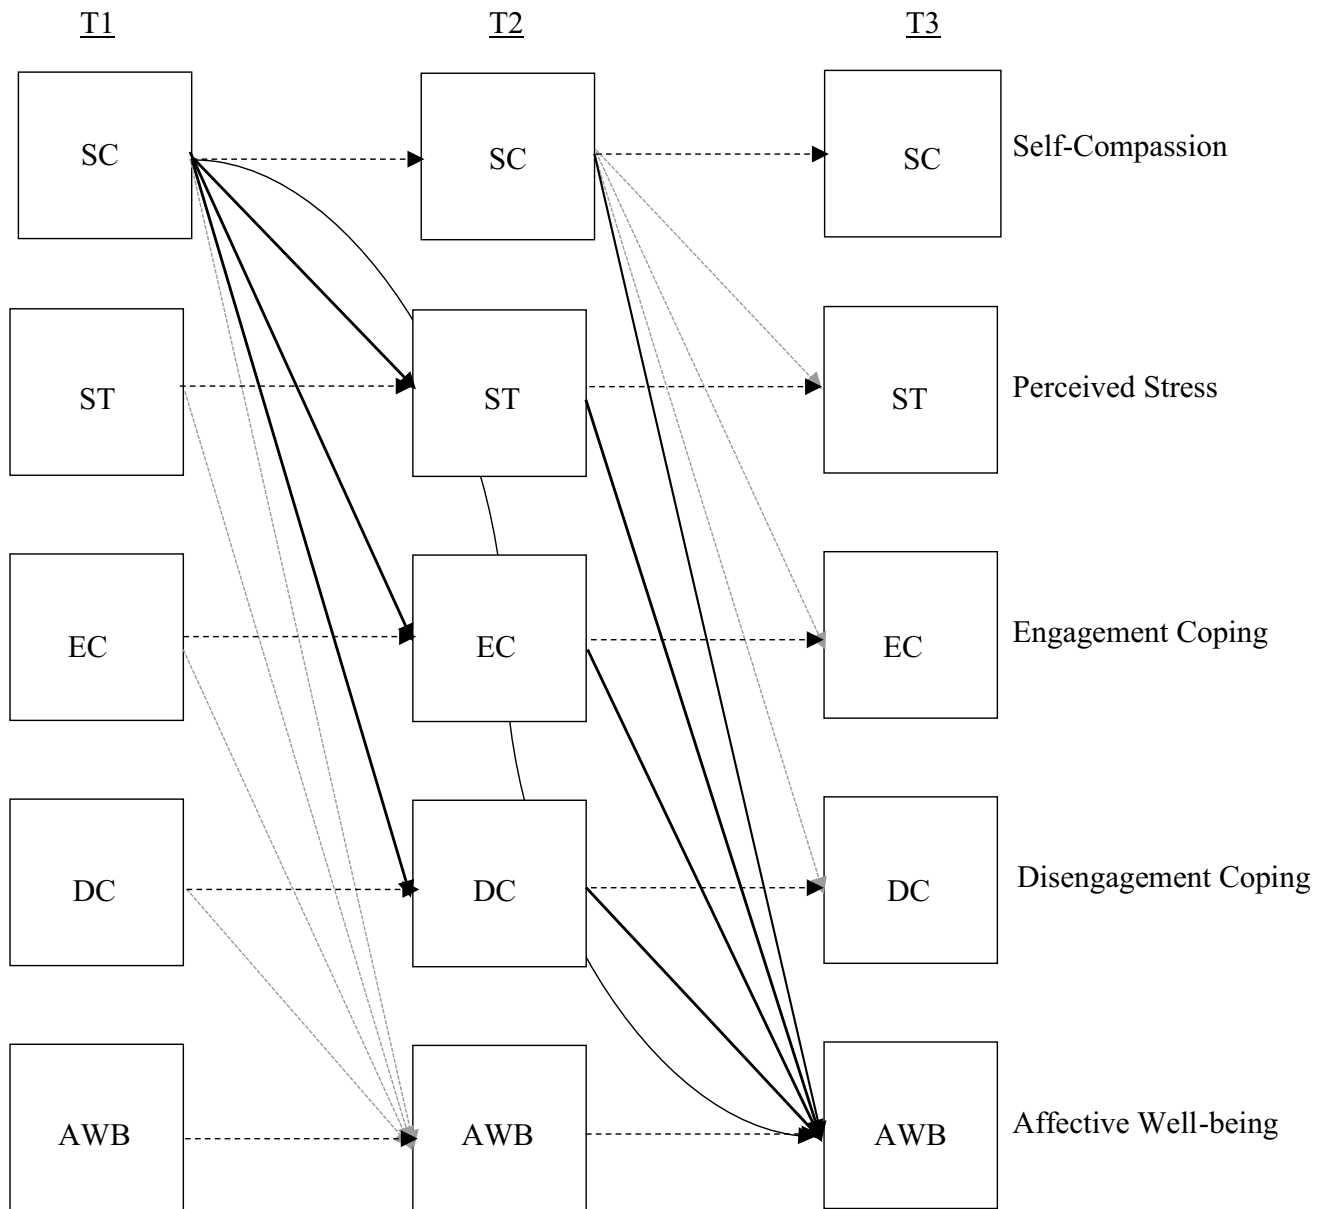 T1 T2 T3
SC SC SC Self-Compassion
ST ST ST Perceived Stress
EC EC EC Engagement Coping
DC DC DC Disengagement Coping
AWB AWB AWB Affective Well-being